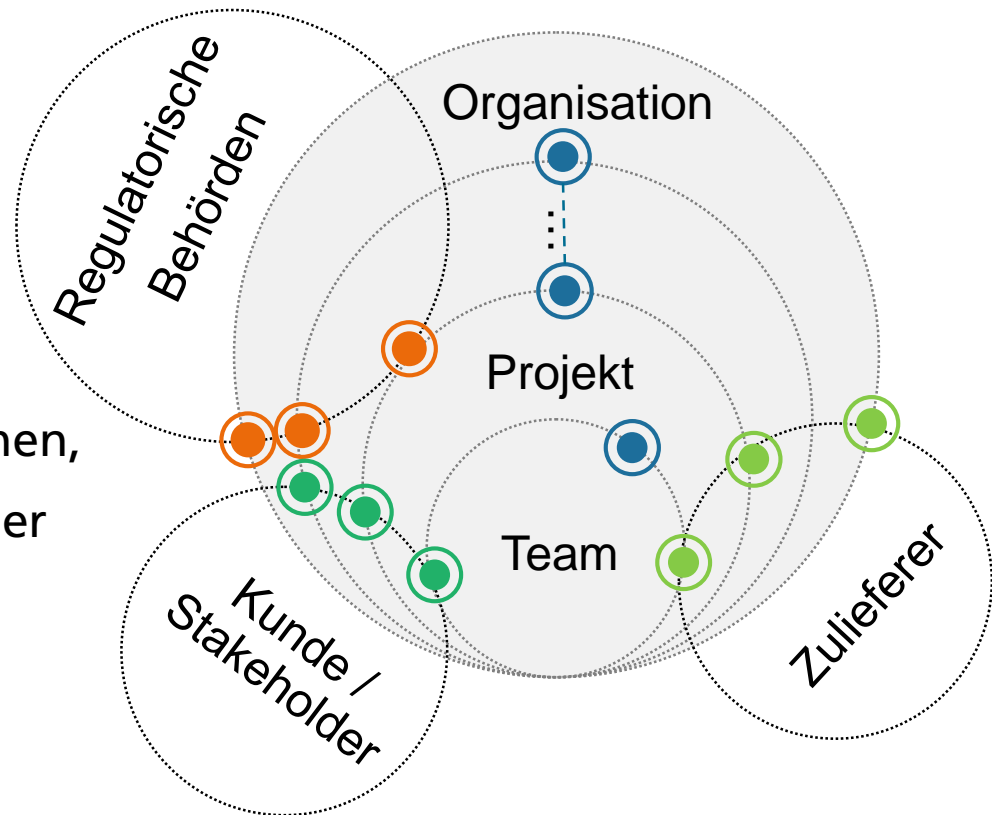 Regulatorische
Behörden
Organisation
...
Projekt
Team
Kunde /
Stakeholder
Zulieferer